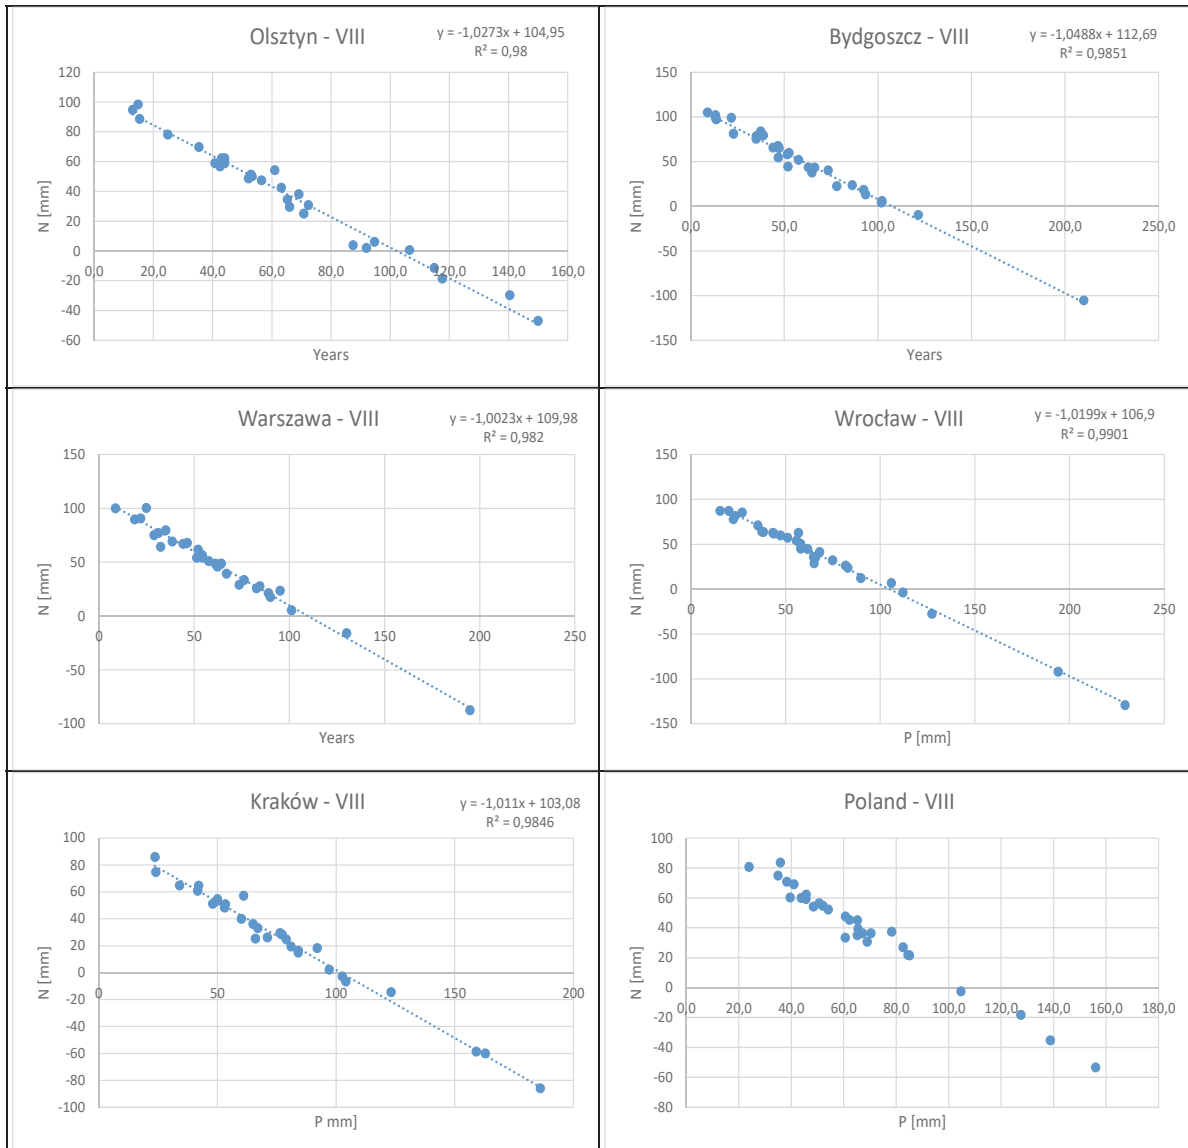 Olsztyn - VIII
y = -1,0273x + 104,95
R² = 0,98
120
100
80
60
40
20
0
-20
-40
-60
0,0 20,0 40,0 60,0 80,0 100,0 120,0 140,0 160,0
N [mm]
Years
Bydgoszcz - VIII
y = -1,0488x + 112,69
R² = 0,9851
150
100
50
0
-50
-100
-150
0,0 50,0 100,0 150,0 200,0 250,0
N [mm]
Years
Warszawa - VIII
y = -1,0023x + 109,98
R² = 0,982
150
100
50
0
-50
-100
0 50 100 150 200 250
N [mm]
Years
Wrocław - VIII
y = -1,0199x + 106,9
R² = 0,9901
150
100
50
0
-50
-100
-150
0 50 100 150 200 250
N [mm]
P [mm]
Kraków - VIII
y = -1,011x + 103,08
R² = 0,9846
100
80
60
40
20
0
-20
-40
-60
-80
-100
0 50 100 150 200
N [mm]
P mm]
Poland - VIII
100
80
60
40
20
0
-20
-40
-60
-80
0,0 20,0 40,0 60,0 80,0 100,0 120,0 140,0 160,0 180,0
N [mm]
P [mm]